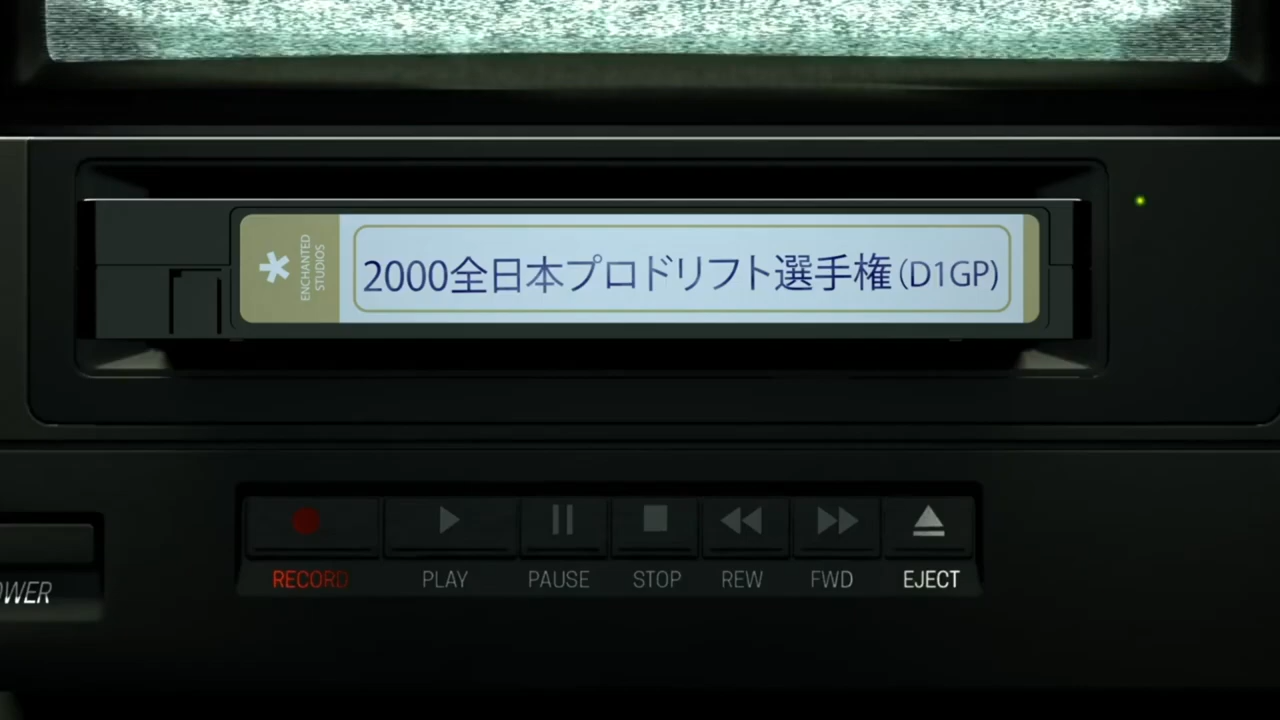 ENCHANTED
STUDIOS
2000全日本プロドリフト選手権(D1GP)
RECORD
PLAY
PAUSE
STOP
REW
FWD
EJECT